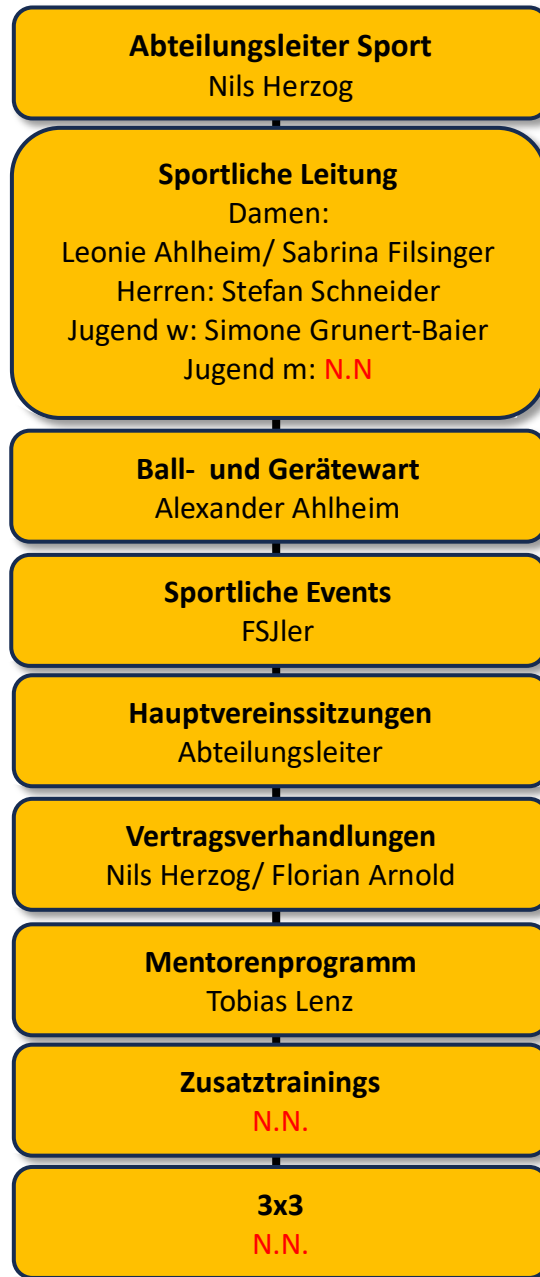 Abteilungsleiter Sport
Nils Herzog
Sportliche Leitung
Damen:
Leonie Ahlheim/ Sabrina Filsinger
Herren: Stefan Schneider
Jugend w: Simone Grunert-Baier
Jugend m: N.N
Ball- und Gerätewart
Alexander Ahlheim
Sportliche Events
FSJler
Hauptvereinssitzungen
Abteilungsleiter
Vertragsverhandlungen
Nils Herzog/ Florian Arnold
Mentorenprogramm
Tobias Lenz
Zusatztrainings
N.N.
3x3
N.N.